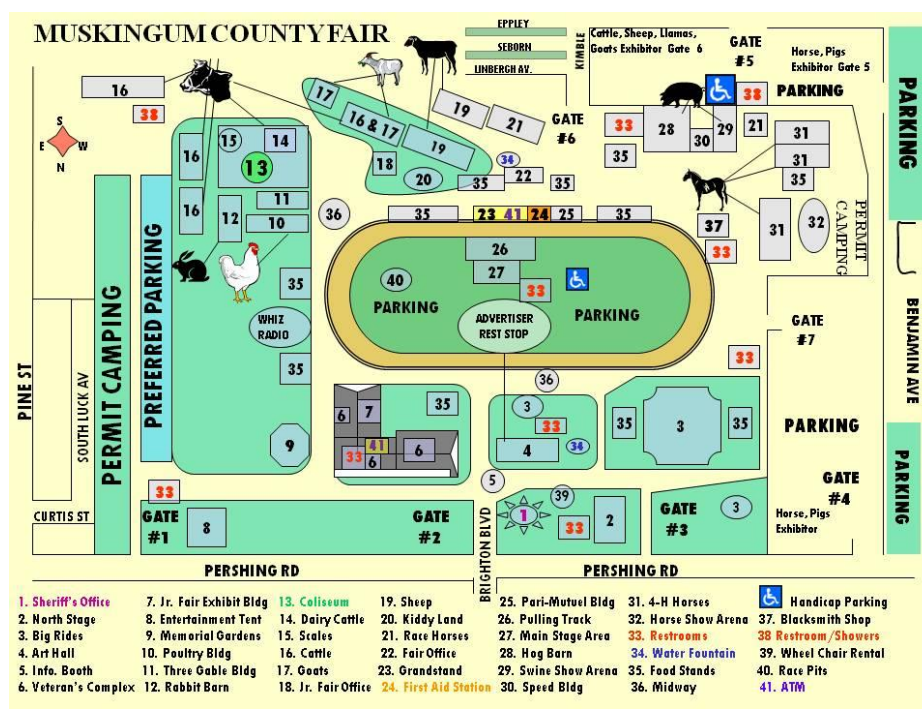 MUSKINGUM COUNTY FAIR
EPPLEY
SEBORN
LINBERGH AV.
KIMBLE
Cattle, Sheep, Llamas,
Goats Exhibitor Gate 6
GATE
#5
Horse, Pigs
Exhibitor Gate 5
PARKING
PARKING
16
38
S
E W
N
17
16 & 17
19
19
21
GATE
#6
33
28
30
29
38
21
31
31
35
35
15
14
13
16
16
11
10
12
18
20
34
35
22
35
36
35
23
41
24
25
35
37
33
31
32
PERMIT
CAMPING
26
27
33
40
PARKING
PARKING
ADVERTISER
REST STOP
35
WHIZ
RADIO
35
9
PERMIT CAMPING
PREFERRED PARKING
PINE ST
SOUTH LUCK AV
CURTIS ST
GATE
#7
33
BENJAMIN AVE
PARKING
PARKING
36
6
7
35
41
33
6
6
3
33
4
34
35
3
35
5
33
GATE
#1
8
GATE
#2
BRIGHTON BLVD
1
39
33
2
GATE
#3
3
GATE
#4
Horse, Pigs
Exhibitor
PERSHING RD
PERSHING RD
1. Sheriff's Office
2. North Stage
3. Big Rides
4. Art Hall
5. Info. Booth
6. Veteran's Complex
7. Jr. Fair Exhibit Bldg
8. Entertainment Tent
9. Memorial Gardens
10. Poultry Bldg
11. Three Gable Bldg
12. Rabbit Barn
13. Coliseum
14. Dairy Cattle
15. Scales
16. Cattle
17. Goats
18. Jr. Fair Office
19. Sheep
20. Kiddy Land
21. Race Horses
22. Fair Office
23. Grandstand
24. First Aid Station
25. Pari-Mutuel Bldg
26. Pulling Track
27. Main Stage Area
28. Hog Barn
29. Swine Show Arena
30. Speed Bldg
31. 4-H Horses
32. Horse Show Arena
33. Restrooms
34. Water Fountain
35. Food Stands
36. Midway
Handicap Parking
37. Blacksmith Shop
38 Restroom/Showers
39. Wheel Chair Rental
40. Race Pits
41. ATM